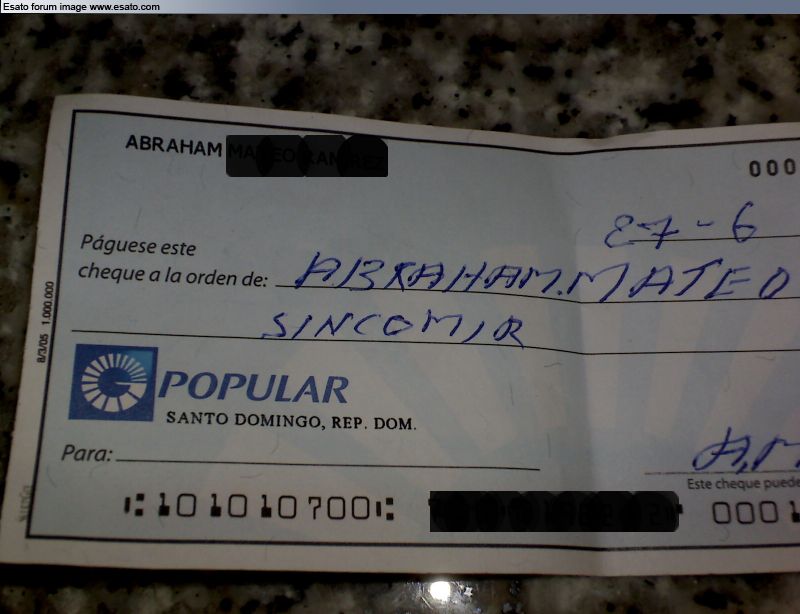 Esato forum image www.esato.com
ABRAHAM
000
27-6
Páguese este
cheque a la orden de: ABRAHAM.MATEO
SINCOMIR
8/3/05 1.000.000
POPULAR
SANTO DOMINGO, REP. DOM.
Para:
A.M
Este cheque puede
101010700 0001